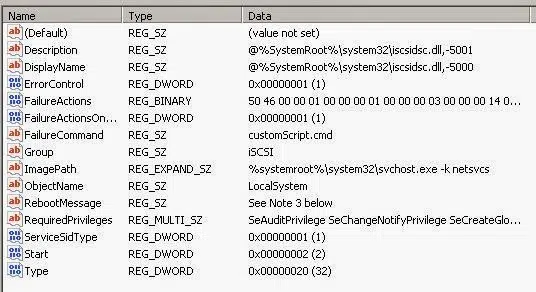 Name Type Data
(Default) REG_SZ (value not set)
Description REG_SZ @%SystemRoot%\system32\iscsidsc.dll,-5001
DisplayName REG_SZ @%SystemRoot%\system32\iscsidsc.dll,-5000
ErrorControl REG_DWORD 0x00000001 (1)
FailureActions REG_BINARY 50 46 00 00 01 00 00 00 01 00 00 00 03 00 00 00 14 0...
FailureActionsOn... REG_DWORD 0x00000001 (1)
FailureCommand REG_SZ customScript.cmd
Group REG_SZ iSCSI
ImagePath REG_EXPAND_SZ %systemroot%\system32\svchost.exe -k netsvcs
ObjectName REG_SZ LocalSystem
RebootMessage REG_SZ See Note 3 below
RequiredPrivileges REG_MULTI_SZ SeAuditPrivilege SeChangeNotifyPrivilege SeCreateGlo...
ServiceSidType REG_DWORD 0x00000001 (1)
Start REG_DWORD 0x00000002 (2)
Type REG_DWORD 0x00000020 (32)